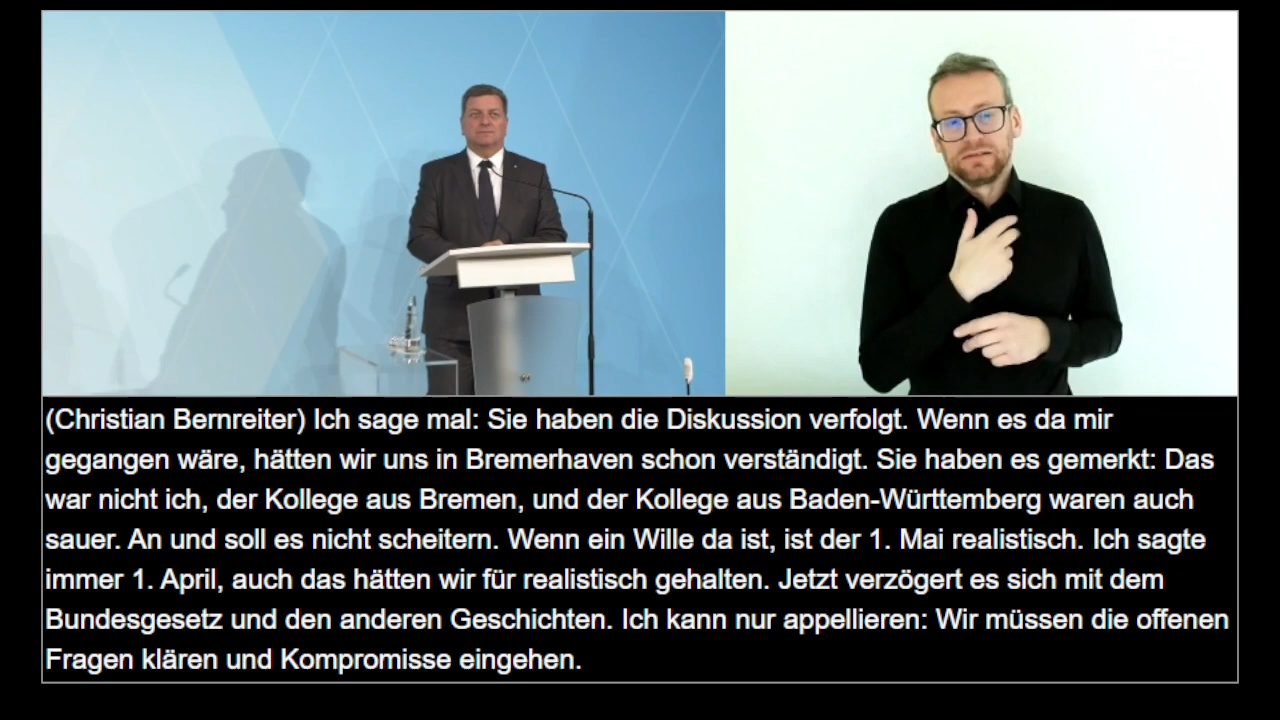 (Christian Bernreiter) Ich sage mal: Sie haben die Diskussion verfolgt. Wenn es da mir
gegangen wäre, hätten wir uns in Bremerhaven schon verständigt. Sie haben es gemerkt: Das
war nicht ich, der Kollege aus Bremen, und der Kollege aus Baden-Württemberg waren auch
sauer. An und soll es nicht scheitern. Wenn ein Wille da ist, ist der 1. Mai realistisch. Ich sagte
immer 1. April, auch das hätten wir für realistisch gehalten. Jetzt verzögert es sich mit dem
Bundesgesetz und den anderen Geschichten. Ich kann nur appellieren: Wir müssen die offenen
Fragen klären und Kompromisse eingehen.